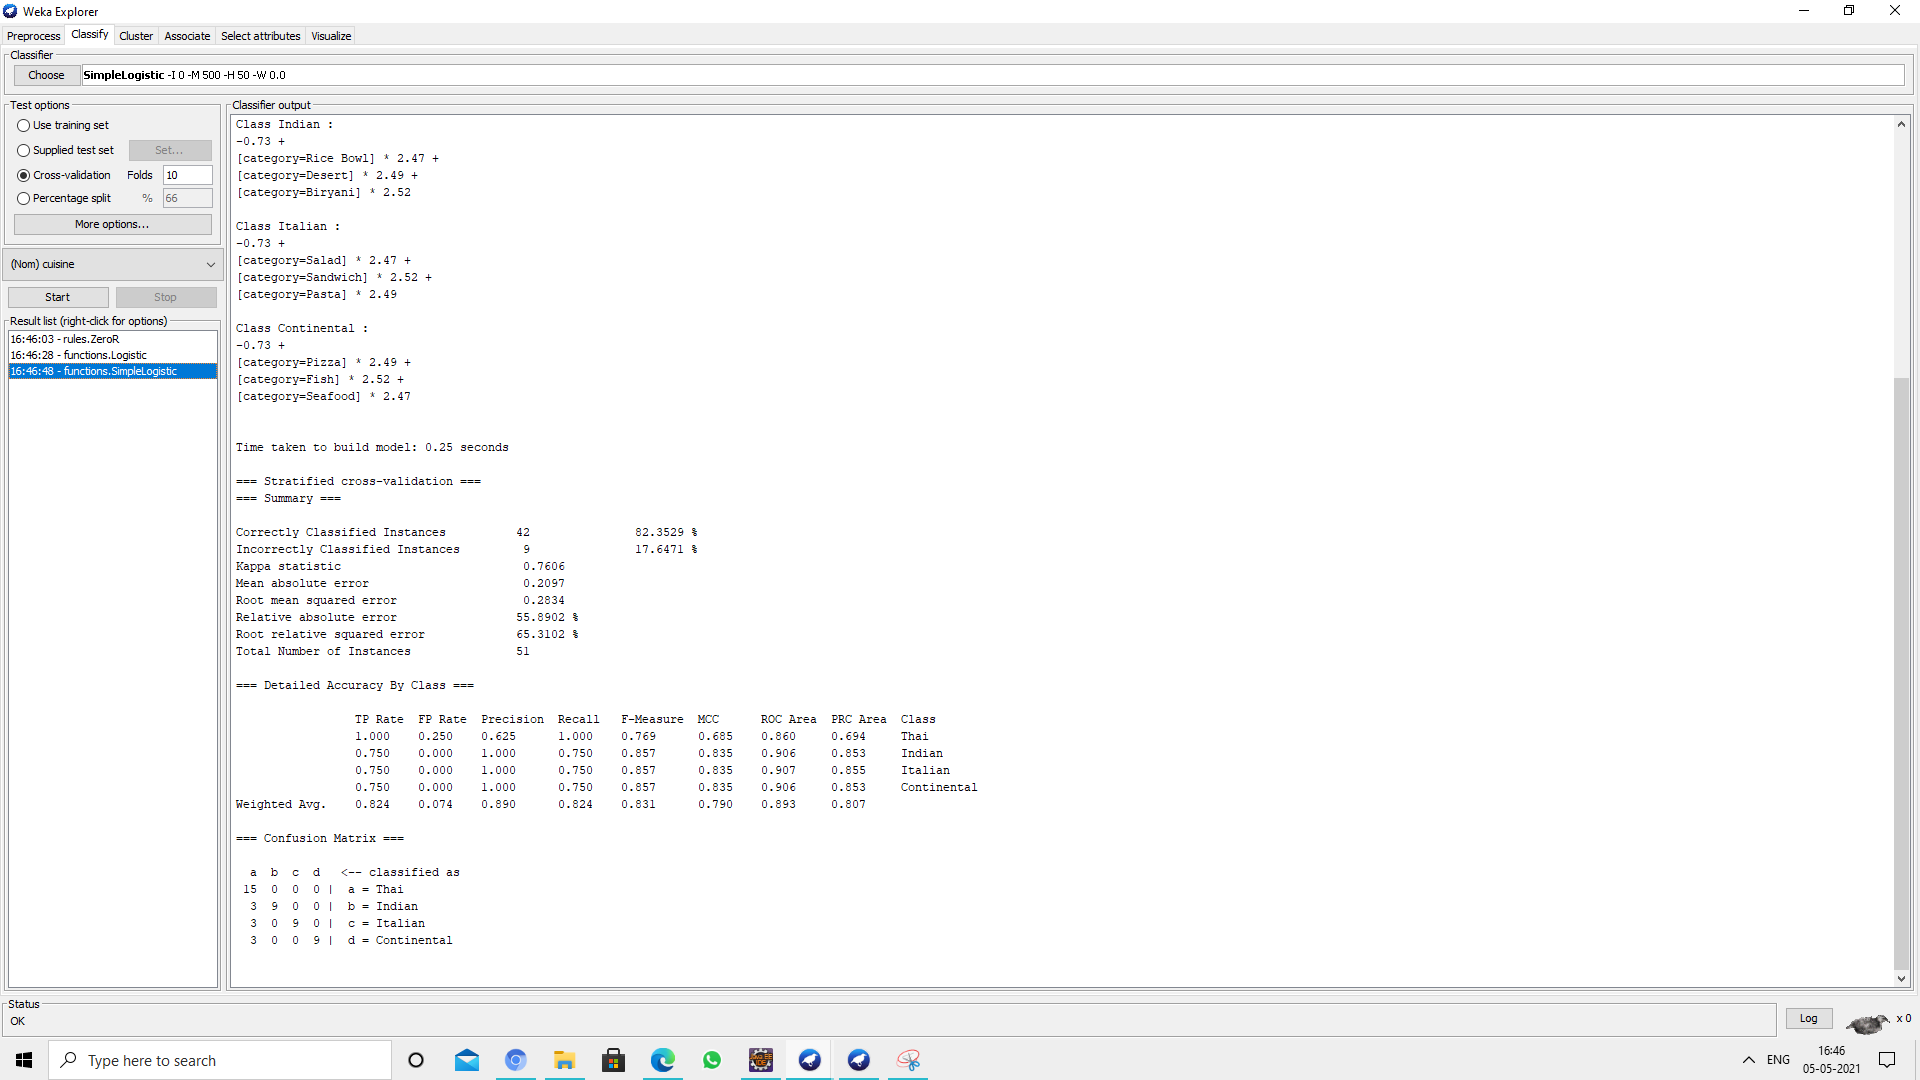 Weka Explorer
Preprocess Classify Cluster Associate Select attributes Visualize
Classifier
Choose SimpleLogistic -I 0 -M 500 -H 50 -W 0.0
Test options
Use training set
Supplied test set Set...
Cross-validation Folds 10
Percentage split % 66
More options...
(Nom) cuisine
Start Stop
Result list (right-click for options)
16:46:03 - rules.ZeroR
16:46:28 - functions.Logistic
16:46:48 - functions.SimpleLogistic
Classifier output
Class Indian :
-0.73 +
[category=Rice Bowl] * 2.47 +
[category=Desert] * 2.49 +
[category=Biryani] * 2.52
Class Italian :
-0.73 +
[category=Salad] * 2.47 +
[category=Sandwich] * 2.52 +
[category=Pasta] * 2.49
Class Continental :
-0.73 +
[category=Pizza] * 2.49 +
[category=Fish] * 2.52 +
[category=Seafood] * 2.47
Time taken to build model: 0.25 seconds
=== Stratified cross-validation ===
=== Summary ===
Correctly Classified Instances 42 82.3529 %
Incorrectly Classified Instances 9 17.6471 %
Kappa statistic 0.7606
Mean absolute error 0.2097
Root mean squared error 0.2834
Relative absolute error 55.8902 %
Root relative squared error 65.3102 %
Total Number of Instances 51
=== Detailed Accuracy By Class ===
TP Rate FP Rate Precision Recall F-Measure MCC ROC Area PRC Area Class
1.000 0.250 0.625 1.000 0.769 0.685 0.860 0.694 Thai
0.750 0.000 1.000 0.750 0.857 0.835 0.906 0.853 Indian
0.750 0.000 1.000 0.750 0.857 0.835 0.907 0.855 Italian
0.750 0.000 1.000 0.750 0.857 0.835 0.906 0.853 Continental
Weighted Avg. 0.824 0.074 0.890 0.824 0.831 0.790 0.893 0.807
=== Confusion Matrix ===
a b c d <-- classified as
15 0 0 0 | a = Thai
3 9 0 0 | b = Indian
3 0 9 0 | c = Italian
3 0 0 9 | d = Continental
Status
OK
Log x 0
Type here to search
ENG
16:46
05-05-2021